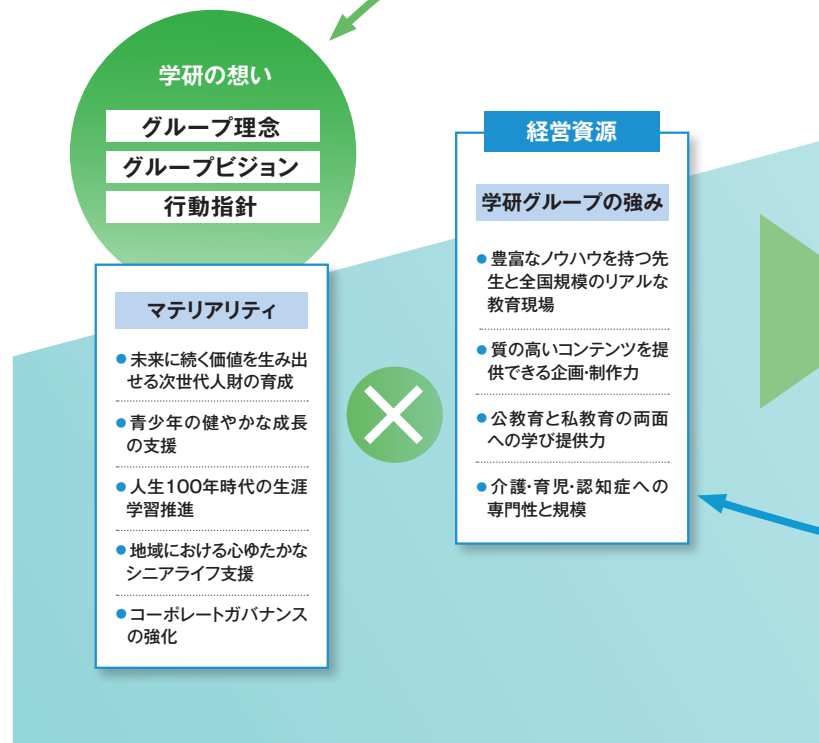 学研の想い
グループ理念
グループビジョン
行動指針
マテリアリティ
●未来に続く価値を生み出
せる次世代人財の育成
●青少年の健やかな成長
の支援
●人生100年時代の生涯
学習推進
●地域における心ゆたかな
シニアライフ支援
●コーポレートガバナンス
の強化
経営資源
学研グループの強み
●豊富なノウハウを持つ先
生と全国規模のリアルな
教育現場
●質の高いコンテンツを提
供できる企画・制作力
●公教育と私教育の両面
への学び提供力
●介護・育児・認知症への
専門性と規模